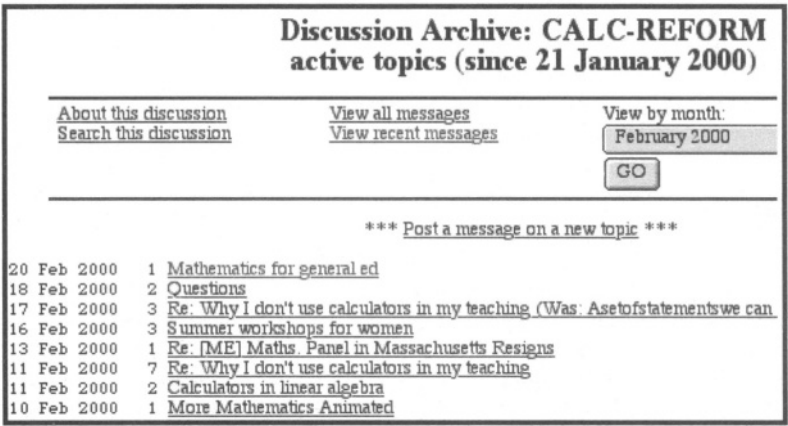 Discussion Archive: CALC-REFORM
active topics (since 21 January 2000)
About this discussion View all messages View by month:
Search this discussion View recent messages February 2000
GO
*** Post a message on a new topic ***
20 Feb 2000 1 Mathematics for general ed
18 Feb 2000 2 Questions
17 Feb 2000 3 Re: Why I don't use calculators in my teaching (Was: Asetofstatementswe can
16 Feb 2000 3 Summer workshops for women
13 Feb 2000 1 Re: [ME] Maths. Panel in Massachusetts Resigns
11 Feb 2000 7 Re: Why I don't use calculators in my teaching
11 Feb 2000 2 Calculators in linear algebra
10 Feb 2000 1 More Mathematics Animated